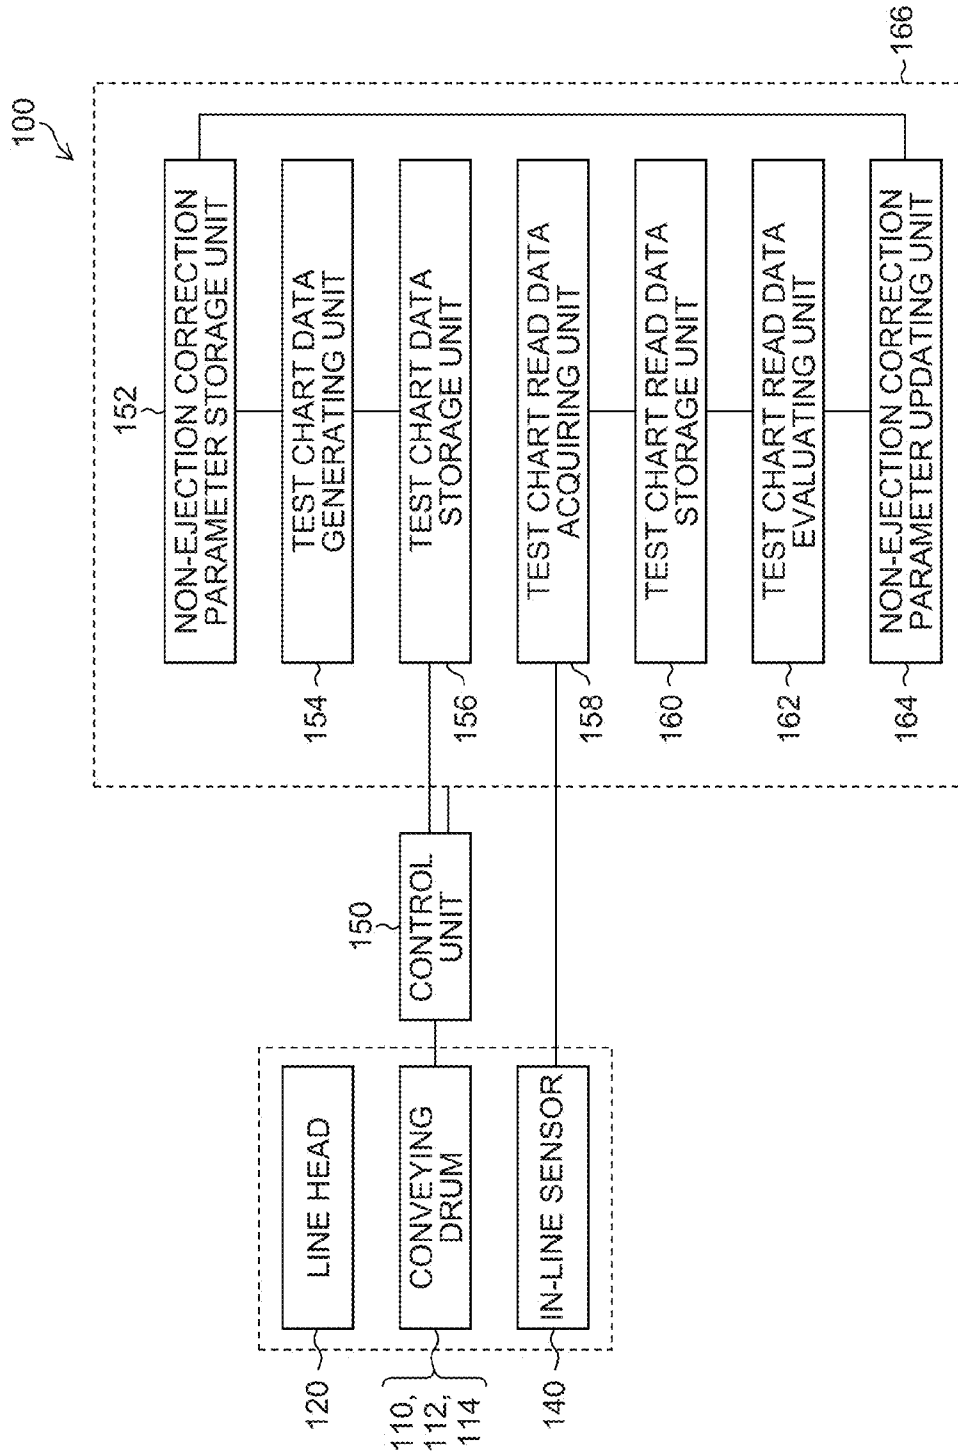 100
152
NON-EJECTION CORRECTION
PARAMETER STORAGE UNIT
154
TEST CHART DATA
GENERATING UNIT
156
TEST CHART DATA
STORAGE UNIT
158
TEST CHART READ DATA
ACQUIRING UNIT
160
TEST CHART READ DATA
STORAGE UNIT
162
TEST CHART READ DATA
EVALUATING UNIT
164
NON-EJECTION CORRECTION
PARAMETER UPDATING UNIT
166
150
CONTROL
UNIT
120
LINE HEAD
110,
112,
114
CONVEYING
DRUM
140
IN-LINE SENSOR